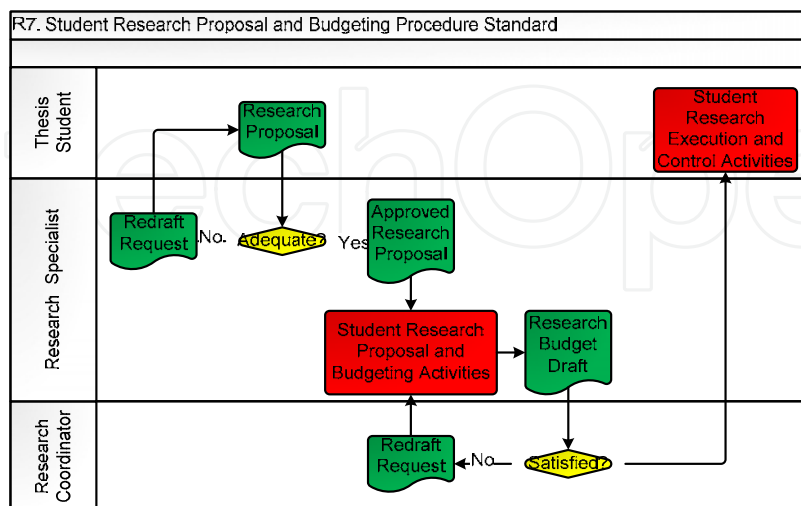 R7. Student Research Proposal and Budgeting Procedure Standard
Thesis
Student
Research
Proposal
Student
Research
Execution and
Control Activities
Research Specialist
Redraft
Request
No
Adequate?
Yes
Approved
Research
Proposal
Student Research
Proposal and
Budgeting Activities
Research
Budget
Draft
Research
Coordinator
Redraft
Request
No
Satisfied?